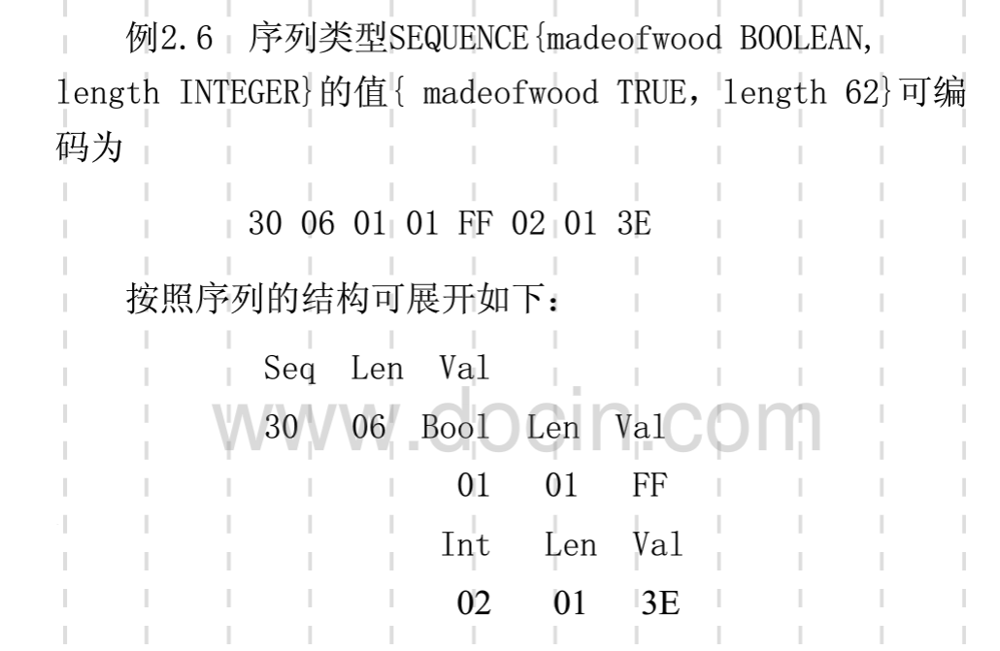 例2.6 序列类型SEQUENCE{madeofwood BOOLEAN,
length INTEGER}的值{ madeofwood TRUE，length 62}可编
码为
30 06 01 01 FF 02 01 3E
按照序列的结构可展开如下：
Seq Len Val
30 06 Bool Len Val
www.docin.com
01 01 FF
Int Len Val
02 01 3E